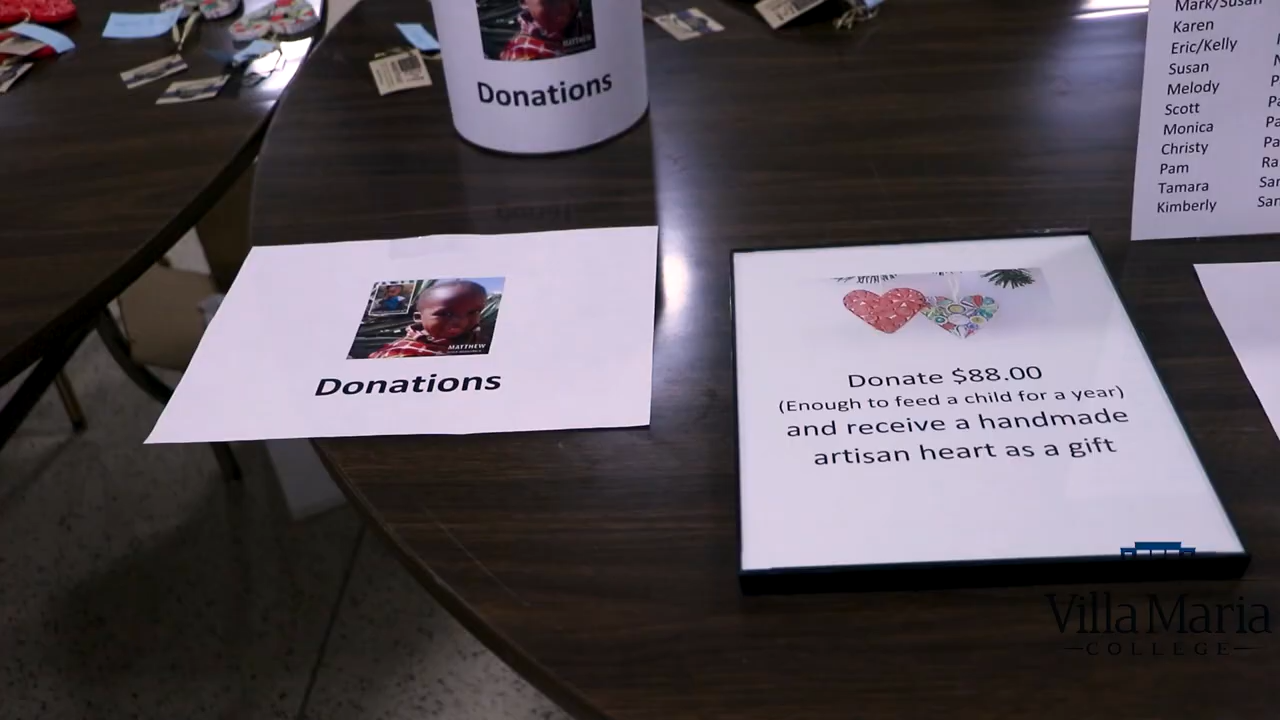 MATTHEW
Donations
Mark/Susan
Karen
Eric/Kelly
Susan
Melody
Scott
Monica
Christy
Pam
Tamara
Kimberly
MATTHEW
Donations
Donate $88.00
(Enough to feed a child for a year)
and receive a handmade
artisan heart as a gift
Villa Maria
COLLEGE